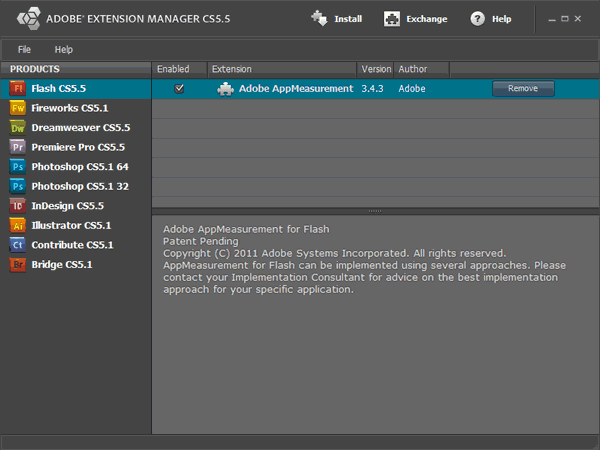 ADOBE® EXTENSION MANAGER CS5.5 Install Exchange ? Help
File Help
PRODUCTS Enabled Extension Version Author
Fl Flash CS5.5 Adobe AppMeasurement 3.4.3 Adobe Remove
Fw Fireworks CS5.1
Dw Dreamweaver CS5.5
Pr Premiere Pro CS5.5
Ps Photoshop CS5.1 64
Ps Photoshop CS5.1 32
ID InDesign CS5.5
Ai Illustrator CS5.1
Ct Contribute CS5.1
Br Bridge CS5.1
Adobe AppMeasurement for Flash
Patent Pending
Copyright (C) 2011 Adobe Systems Incorporated. All rights reserved.
AppMeasurement for Flash can be implemented using several approaches. Please
contact your Implementation Consultant for advice on the best implementation
approach for your specific application.